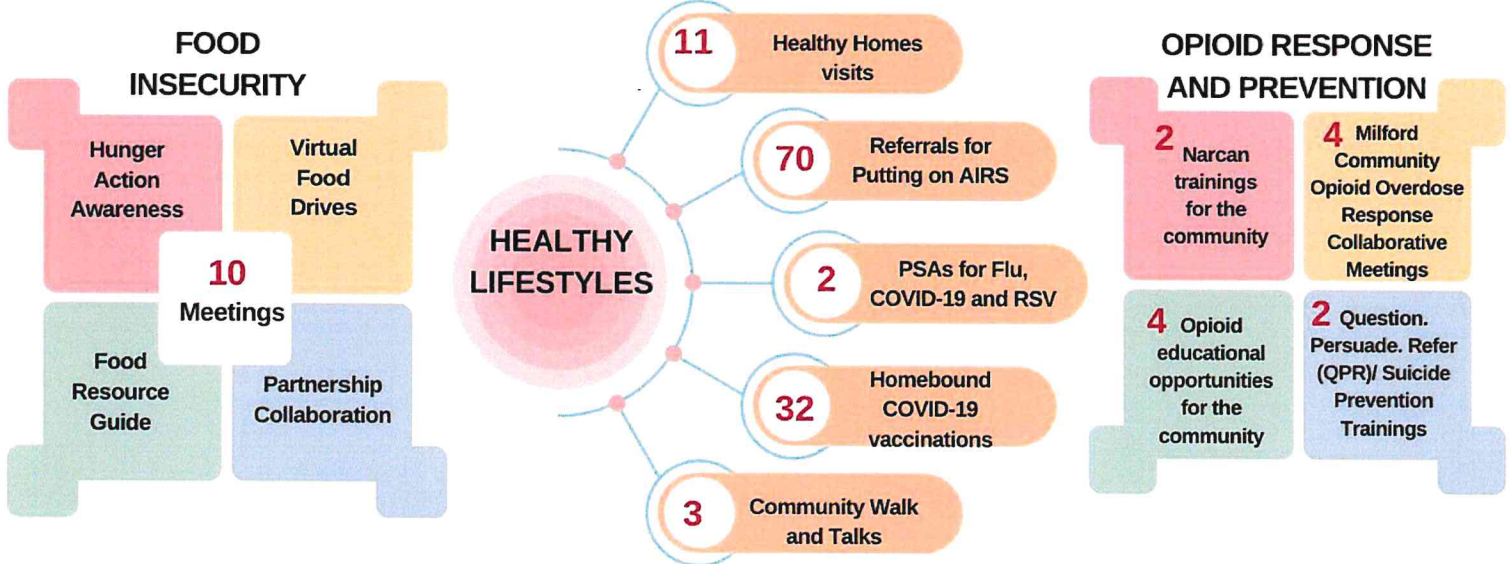 FOOD
INSECURITY
Hunger
Action
Awareness
Virtual
Food
Drives
10
Meetings
Food
Resource
Guide
Partnership
Collaboration
HEALTHY
LIFESTYLES
11
Healthy Homes
visits
70
Referrals for
Putting on AIRS
2
PSAs for Flu,
COVID-19 and RSV
32
Homebound
COVID-19
vaccinations
3
Community Walk
and Talks
OPIOID RESPONSE
AND PREVENTION
2
Narcan
trainings
for the
community
4 Milford
Community
Opioid Overdose
Response
Collaborative
Meetings
4 Opioid
educational
opportunities
for the
community
2 Question.
Persuade. Refer
(QPR)/ Suicide
Prevention
Trainings